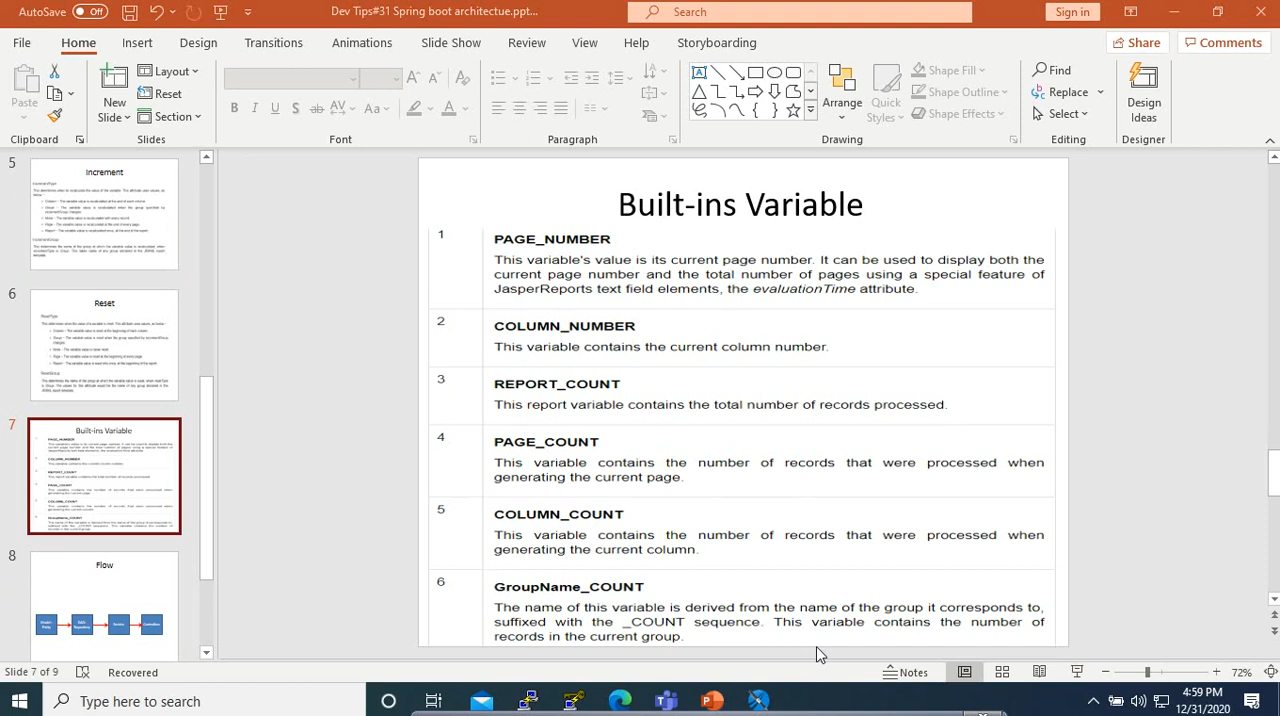 AutoSave Off Dev Tips#31 Spring boot architectue.ppt... Search Sign in
File Home Insert Design Transitions Animations Slide Show Review View Help Storyboarding Share Comments
Paste New Slide Layout Reset Section Arrange Quick Styles Shape Fill Shape Outline Shape Effects Find Replace Select Design Ideas
Clipboard Slides Font Paragraph Drawing Editing Designer
5
Increment
6
Reset
7
Built-ins Variable
8
Flow
Built-ins Variable
1
PAGE_NUMBER
This variable's value is its current page number. It can be used to display both the
current page number and the total number of pages using a special feature of
JasperReports text field elements, the evaluationTime attribute.
2
COLUMN_NUMBER
This variable contains the current column number.
3
REPORT_COUNT
This report variable contains the total number of records processed.
4
PAGE_COUNT
This variable contains the number of records that were processed when
generating the current page.
5
COLUMN_COUNT
This variable contains the number of records that were processed when
generating the current column.
6
GroupName_COUNT
The name of this variable is derived from the name of the group it corresponds to,
suffixed with the _COUNT sequence. This variable contains the number of
records in the current group.
Slide 7 of 9 Recovered Notes 72%
Type here to search
4:59 PM
12/31/2020